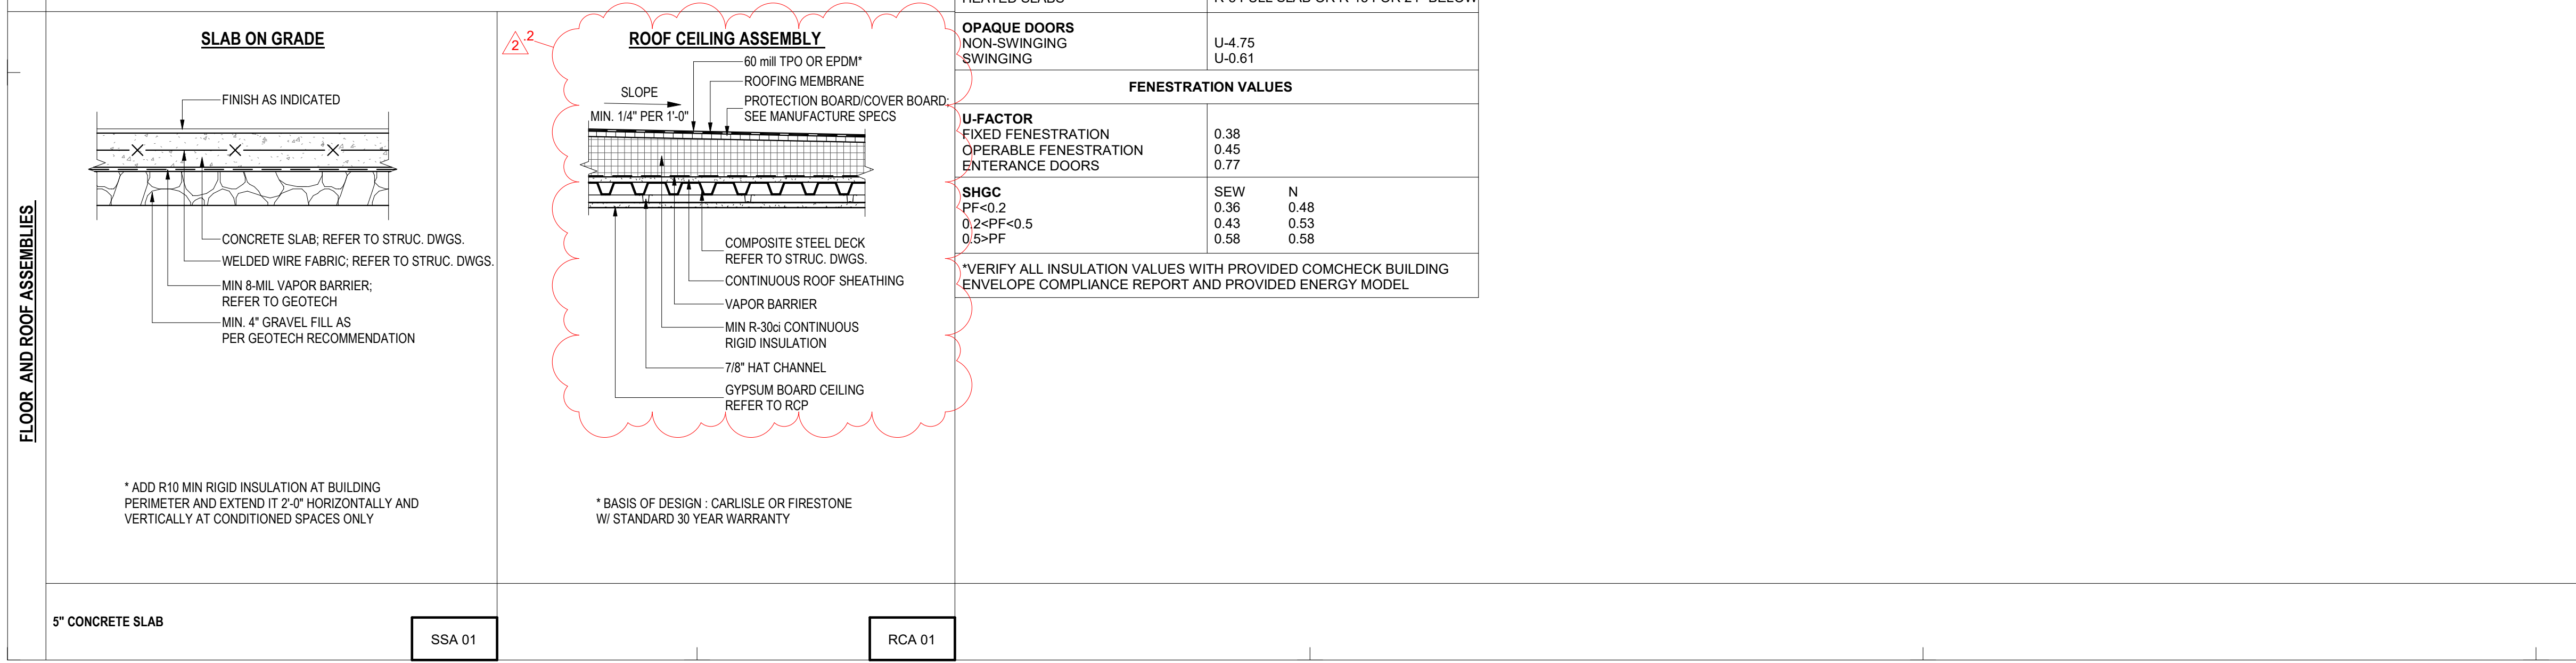 FLOOR AND ROOF ASSEMBLIES
SLAB ON GRADE
FINISH AS INDICATED
CONCRETE SLAB; REFER TO STRUC. DWGS.
WELDED WIRE FABRIC; REFER TO STRUC. DWGS.
MIN 8-MIL VAPOR BARRIER;
REFER TO GEOTECH
MIN. 4" GRAVEL FILL AS
PER GEOTECH RECOMMENDATION
* ADD R10 MIN RIGID INSULATION AT BUILDING
PERIMETER AND EXTEND IT 2'-0" HORIZONTALLY AND
VERTICALLY AT CONDITIONED SPACES ONLY
5" CONCRETE SLAB
SSA 01
2 .2
ROOF CEILING ASSEMBLY
60 mill TPO OR EPDM*
ROOFING MEMBRANE
PROTECTION BOARD/COVER BOARD;
SEE MANUFACTURE SPECS
SLOPE
MIN. 1/4" PER 1'-0"
COMPOSITE STEEL DECK
REFER TO STRUC. DWGS.
CONTINUOUS ROOF SHEATHING
VAPOR BARRIER
MIN R-30ci CONTINUOUS
RIGID INSULATION
7/8" HAT CHANNEL
GYPSUM BOARD CEILING
REFER TO RCP
* BASIS OF DESIGN : CARLISLE OR FIRESTONE
W/ STANDARD 30 YEAR WARRANTY
RCA 01
HEATED SLABS
OPAQUE DOORS
NON-SWINGING U-4.75
SWINGING U-0.61
FENESTRATION VALUES
U-FACTOR
FIXED FENESTRATION 0.38
OPERABLE FENESTRATION 0.45
ENTERANCE DOORS 0.77
SHGC SEW N
PF<0.2 0.36 0.48
0.2<PF<0.5 0.43 0.53
0.5>PF 0.58 0.58
*VERIFY ALL INSULATION VALUES WITH PROVIDED COMCHECK BUILDING
ENVELOPE COMPLIANCE REPORT AND PROVIDED ENERGY MODEL